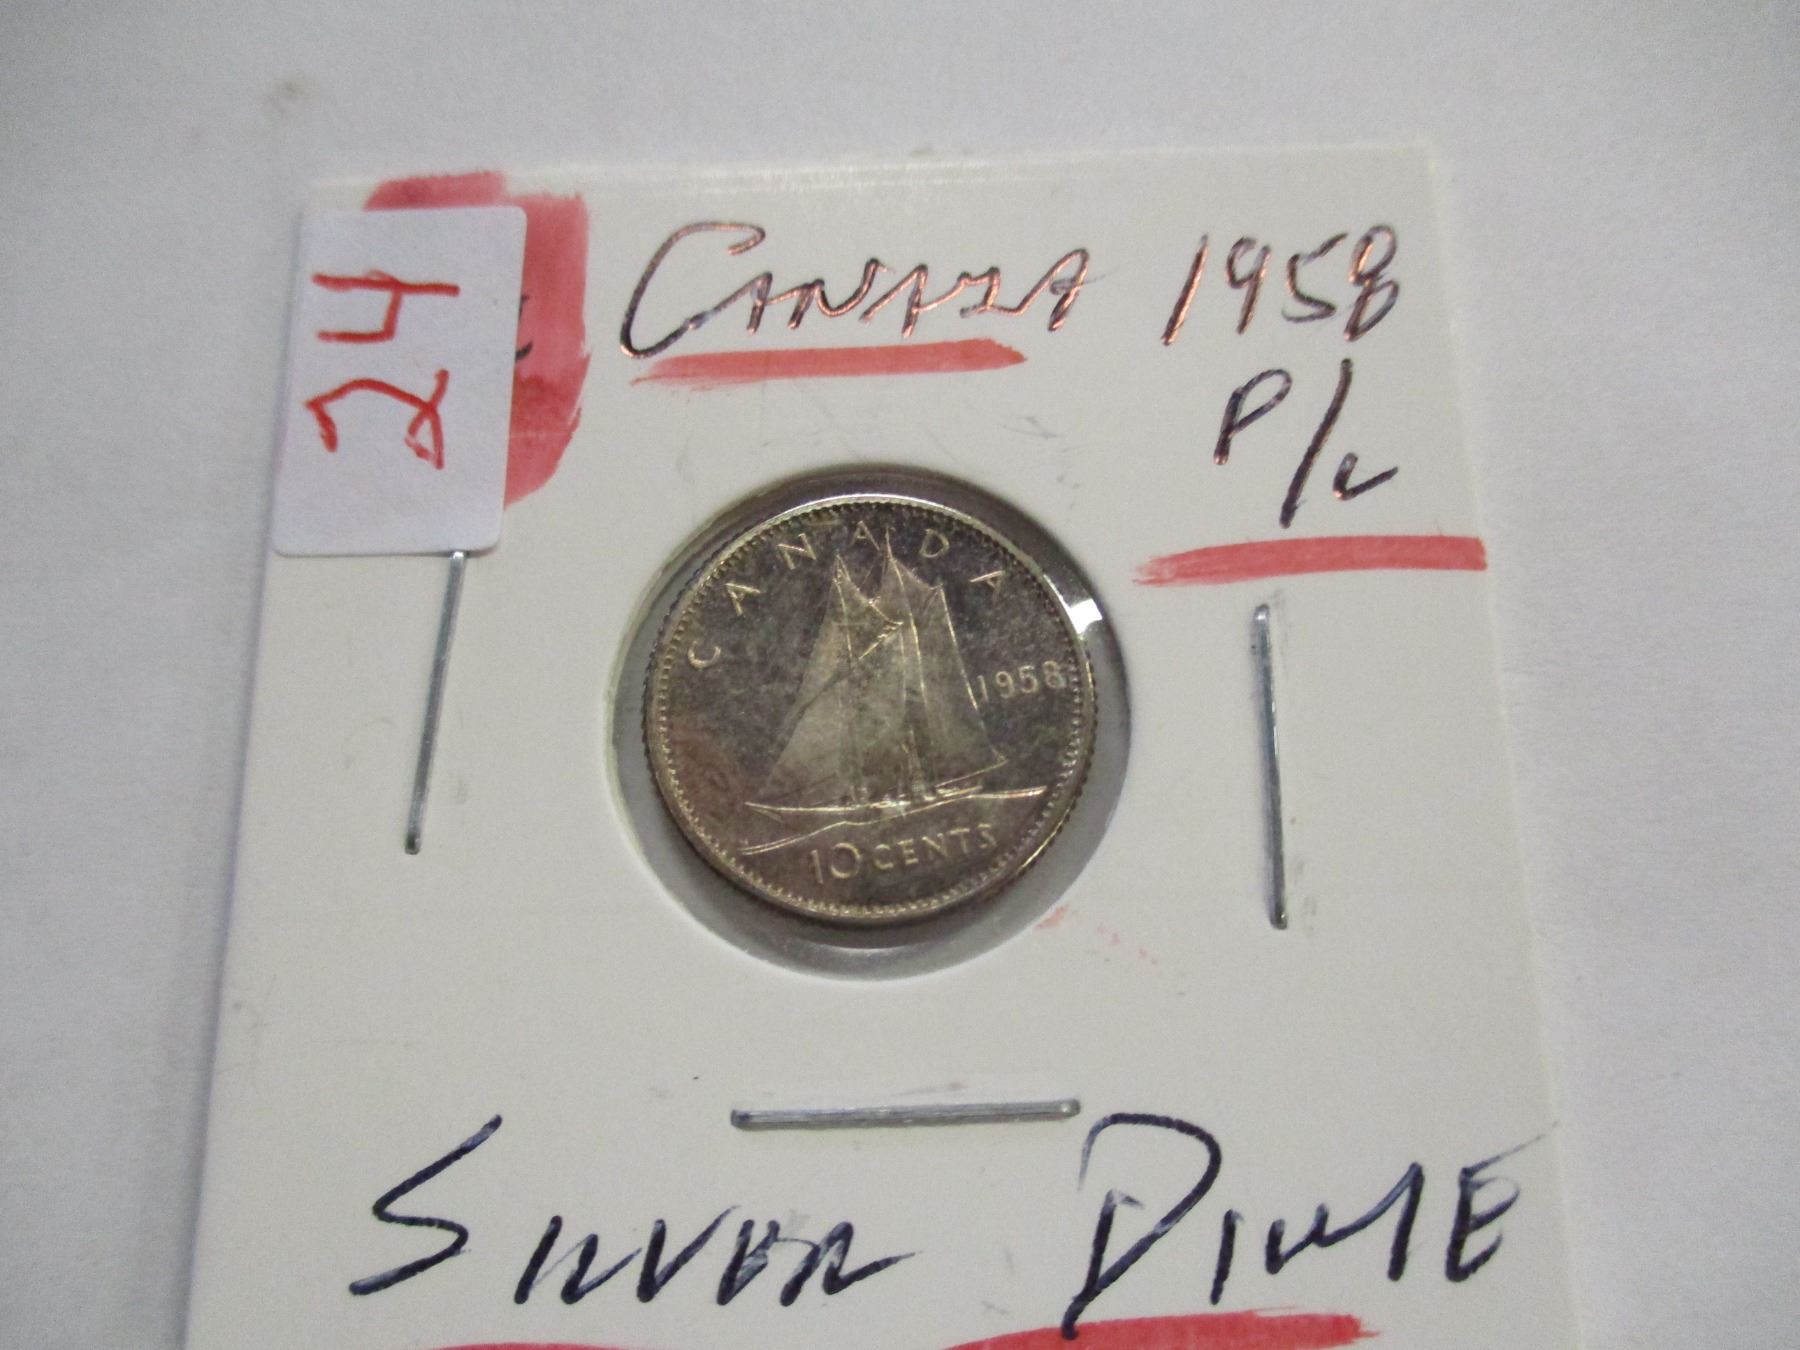 24
CANADA 1958
P/L
CANADA
1958
10 CENTS
SILVER DIME